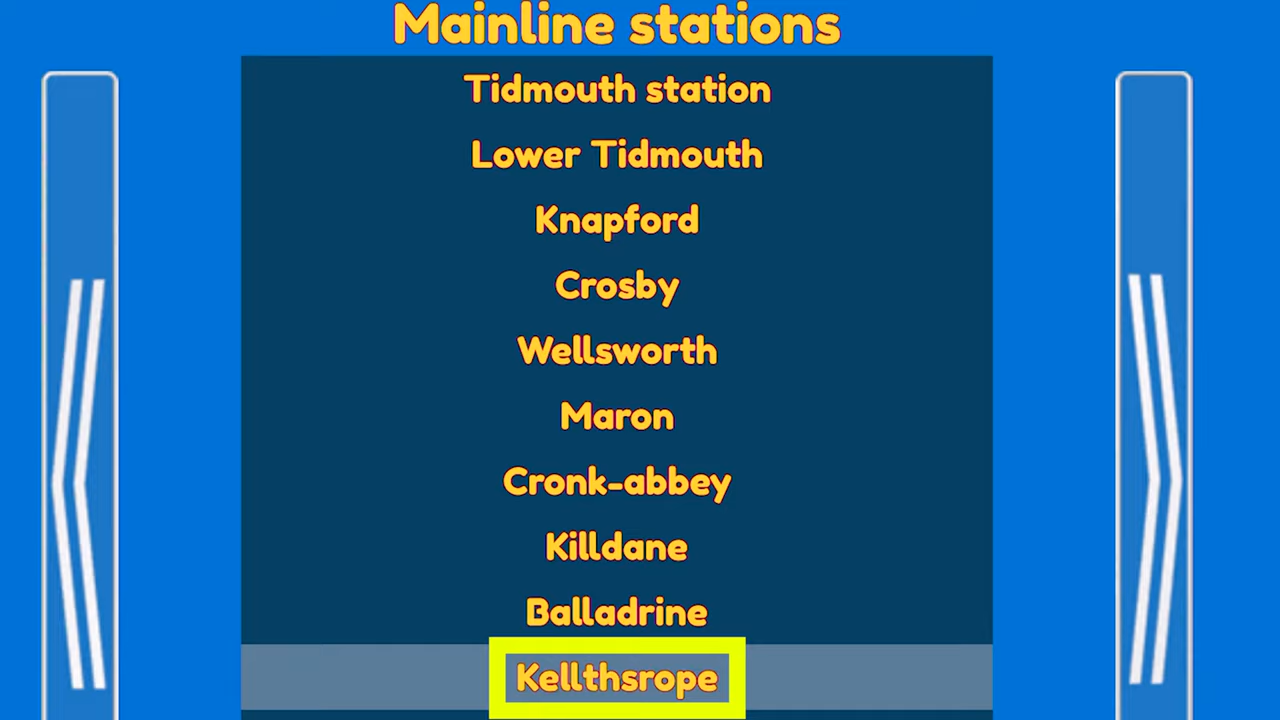 Mainline stations
Tidmouth station
Lower Tidmouth
Knapford
Crosby
Wellsworth
Maron
Cronk-abbey
Killdane
Balladrine
Kellthsrope